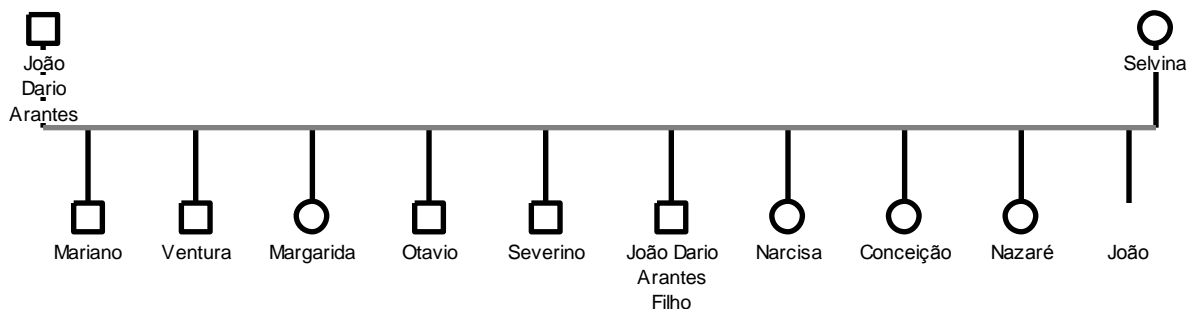 João
Dario
Arantes
Selvina
Mariano
Ventura
Margarida
Otavio
Severino
João Dario
Arantes
Filho
Narcisa
Conceição
Nazaré
João